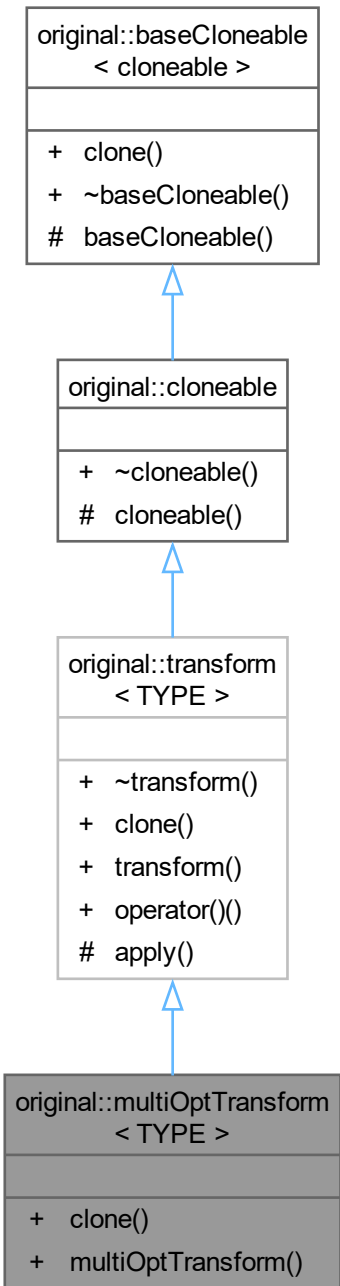 original::baseCloneable
< cloneable >
+ clone()
+ ~baseCloneable()
# baseCloneable()
original::cloneable
+ ~cloneable()
# cloneable()
original::transform
< TYPE >
+ ~transform()
+ clone()
+ transform()
+ operator()()
# apply()
original::multiOptTransform
< TYPE >
+ clone()
+ multiOptTransform()